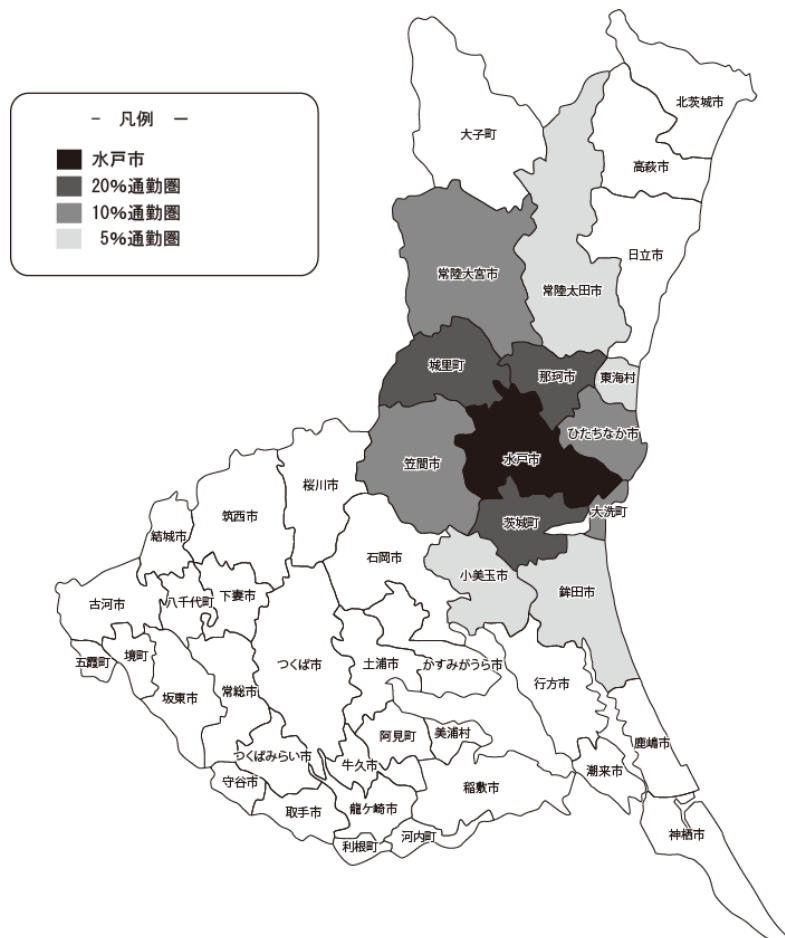 - 凡例 －
水戸市
20%通勤圏
10%通勤圏
5%通勤圏
北茨城市
大子町
高萩市
日立市
常陸大宮市
常陸太田市
城里町
那珂市
東海村
ひたちなか市
笠間市
水戸市
桜川市
筑西市
大洗町
茨城町
結城市
石岡市
小美玉市
鉾田市
古河市
八千代町
下妻市
五霞町
境町
つくば市
土浦市
かすみがうら市
行方市
坂東市
常総市
阿見町
美浦村
鹿嶋市
つくばみらい市
牛久市
潮来市
守谷市
稲敷市
取手市
龍ケ崎市
河内町
利根町
神栖市